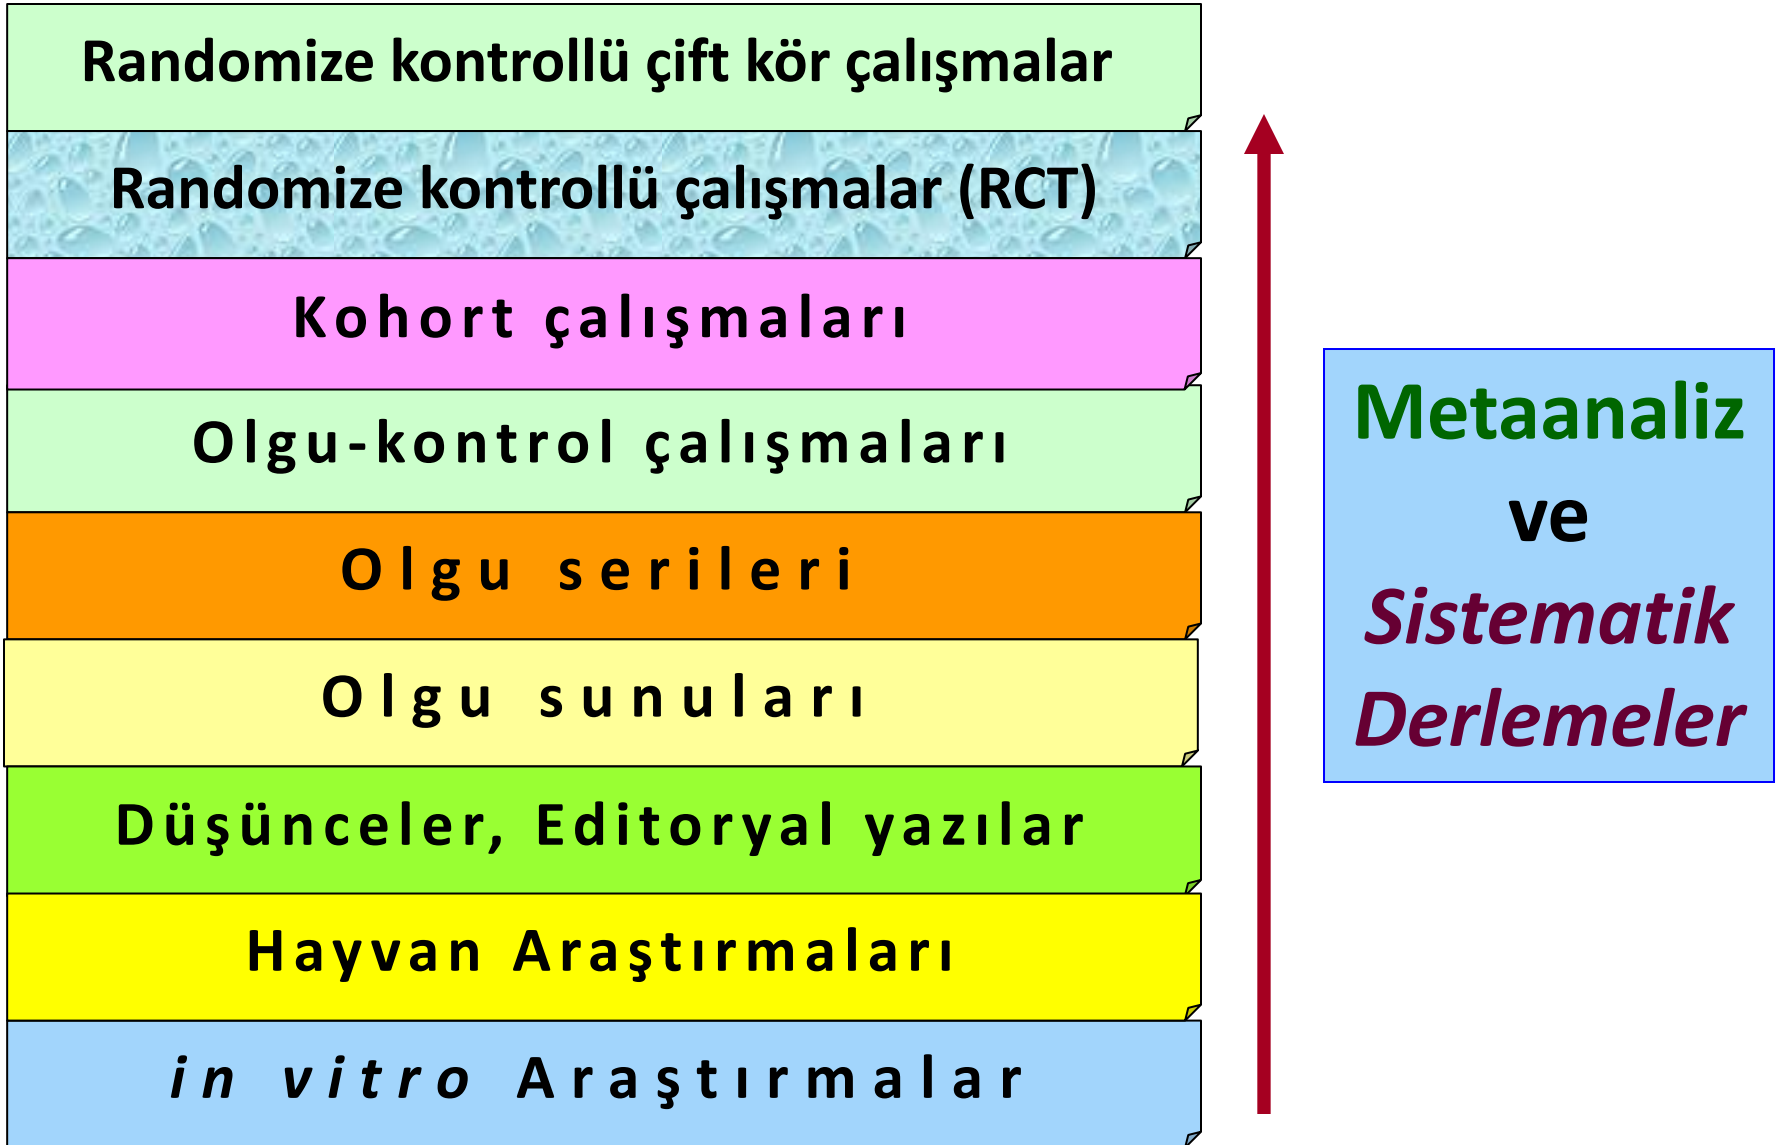 Randomize kontrollü çift kör çalışmalar
Randomize kontrollü çalışmalar (RCT)
Kohort çalışmaları
Olgu-kontrol çalışmaları
Olgu serileri
Olgu sunuları
Düşünceler, Editoryal yazılar
Hayvan Araştırmaları
in vitro Araştırmalar
Metaanaliz
ve
Sistematik
Derlemeler